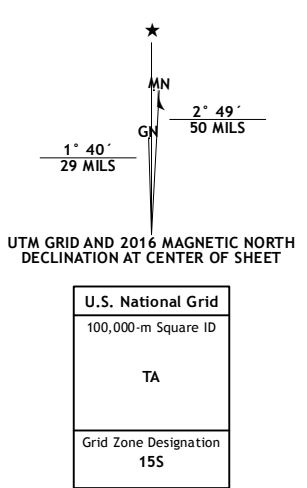 ★
MN
GN
2° 49´
50 MILS
1° 40´
29 MILS
UTM GRID AND 2016 MAGNETIC NORTH
DECLINATION AT CENTER OF SHEET
U.S. National Grid
100,000-m Square ID
TA
Grid Zone Designation
15S